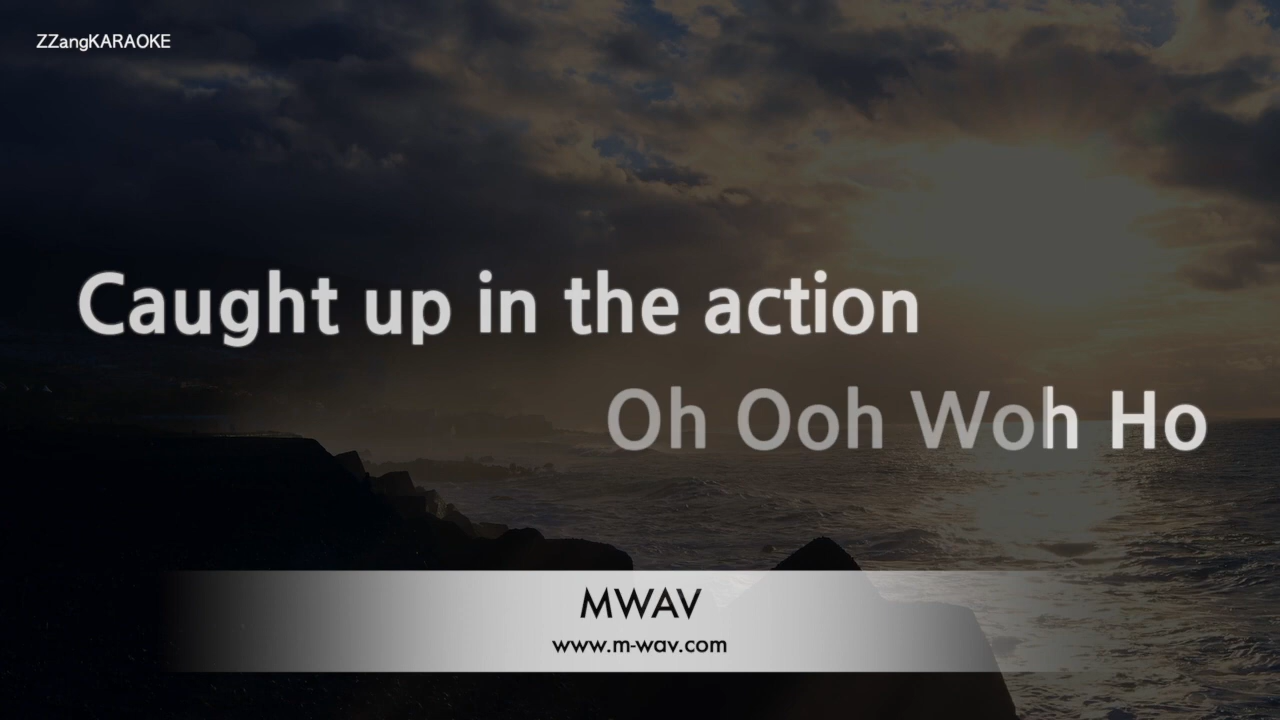 ZZangKARAOKE
Caught up in the action
Oh Ooh Woh Ho
MWAV
www.m-wav.com